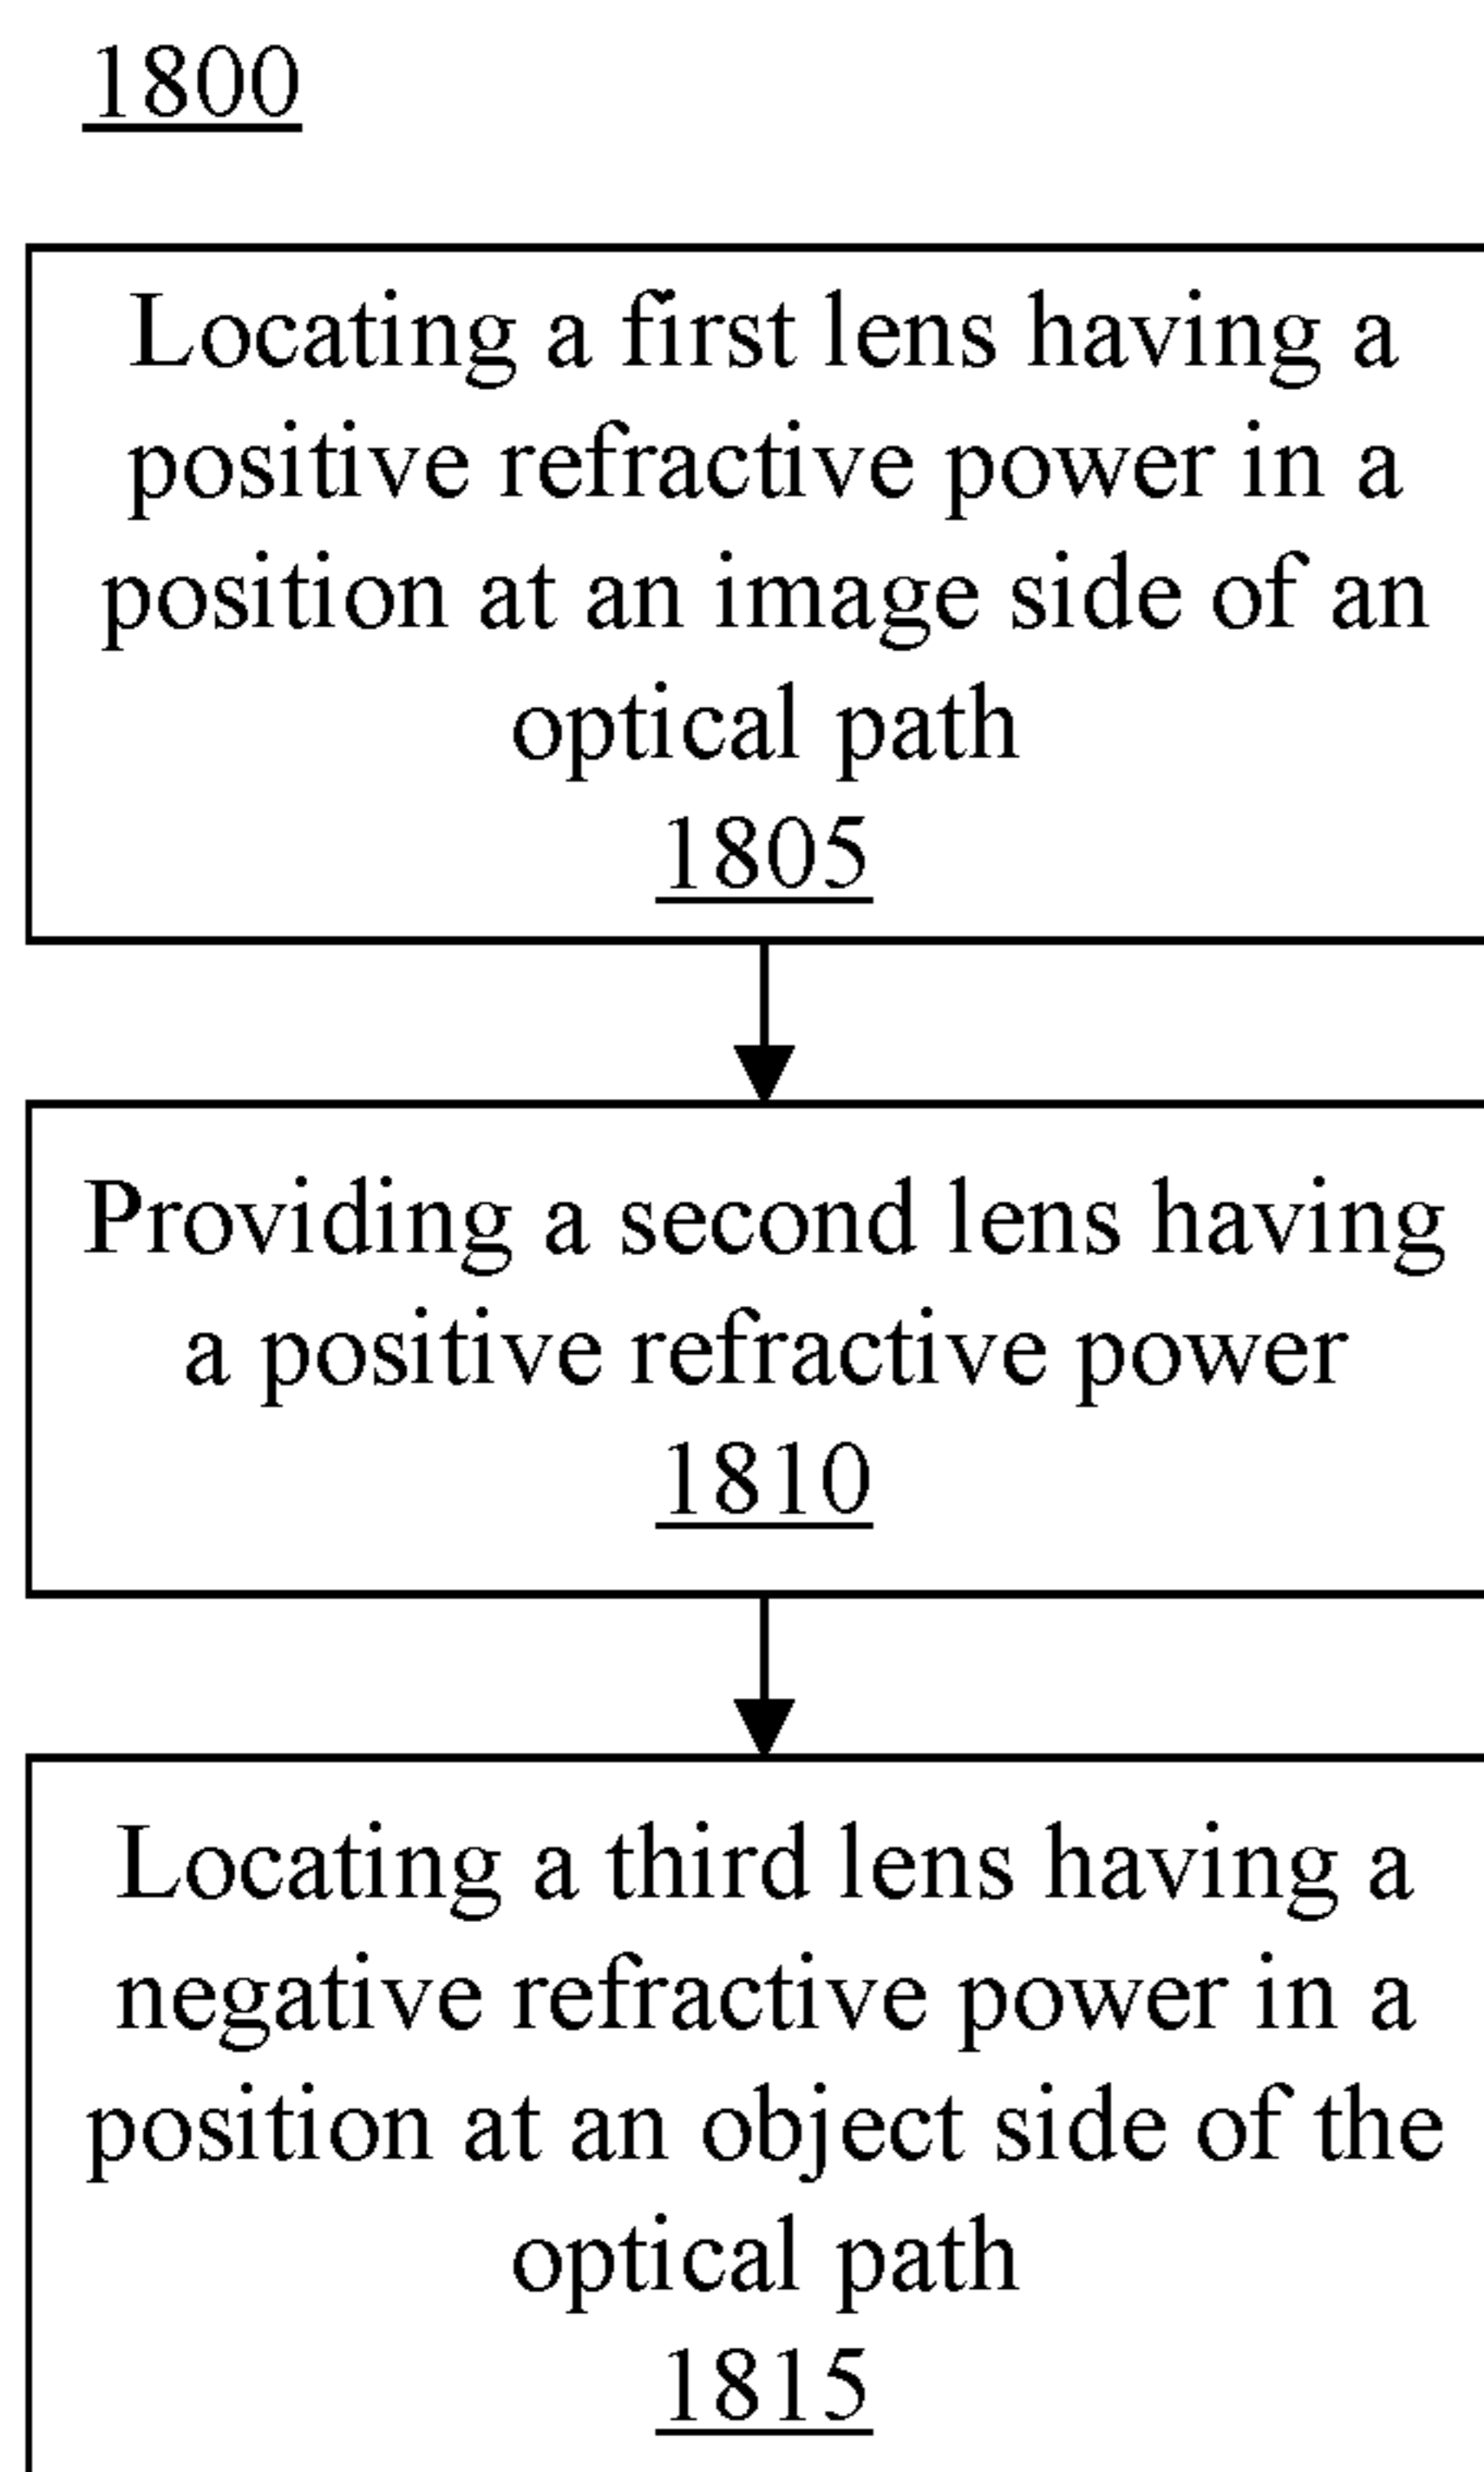 1800
Locating a first lens having a
positive refractive power in a
position at an image side of an
optical path
1805
Providing a second lens having
a positive refractive power
1810
Locating a third lens having a
negative refractive power in a
position at an object side of the
optical path
1815